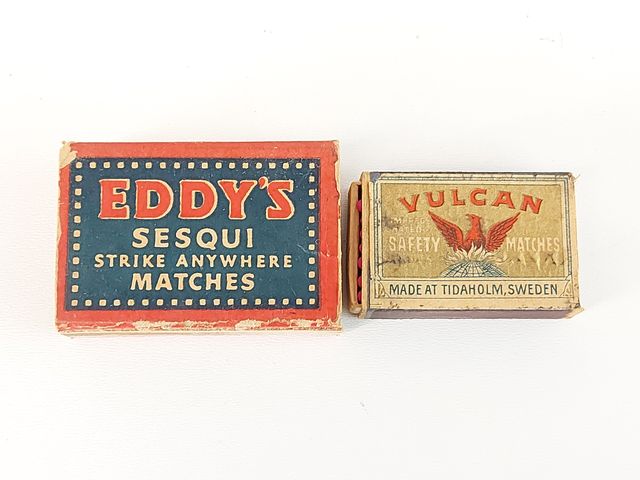 EDDY'S
SESQUI
STRIKE ANYWHERE
MATCHES
VULCAN
SAFETY MATCHES
MADE AT TIDAHOLM, SWEDEN